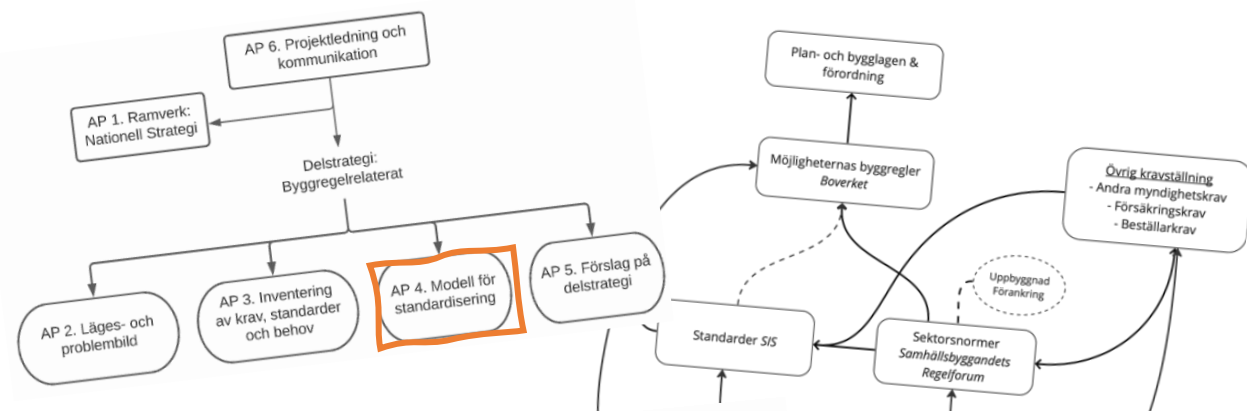 AP 6. Projektledning och
kommunikation
AP 1. Ramverk:
Nationell Strategi
Delstrategi:
Byggregelrelaterat
AP 2. Läges- och
problembild
AP 3. Inventering
av krav, standarder
och behov
AP 4. Modell för
standardisering
AP 5. Förslag på
delstrategi
Plan- och bygglagen &
förordning
Möjligheternas byggregler
Boverket
Övrig kravställning
- Andra myndighetskrav
- Försäkringskrav
- Beställarkrav
Uppbyggnad
Förankring
Standarder SIS
Sektorsnormer
Samhällsbyggandets
Regelforum